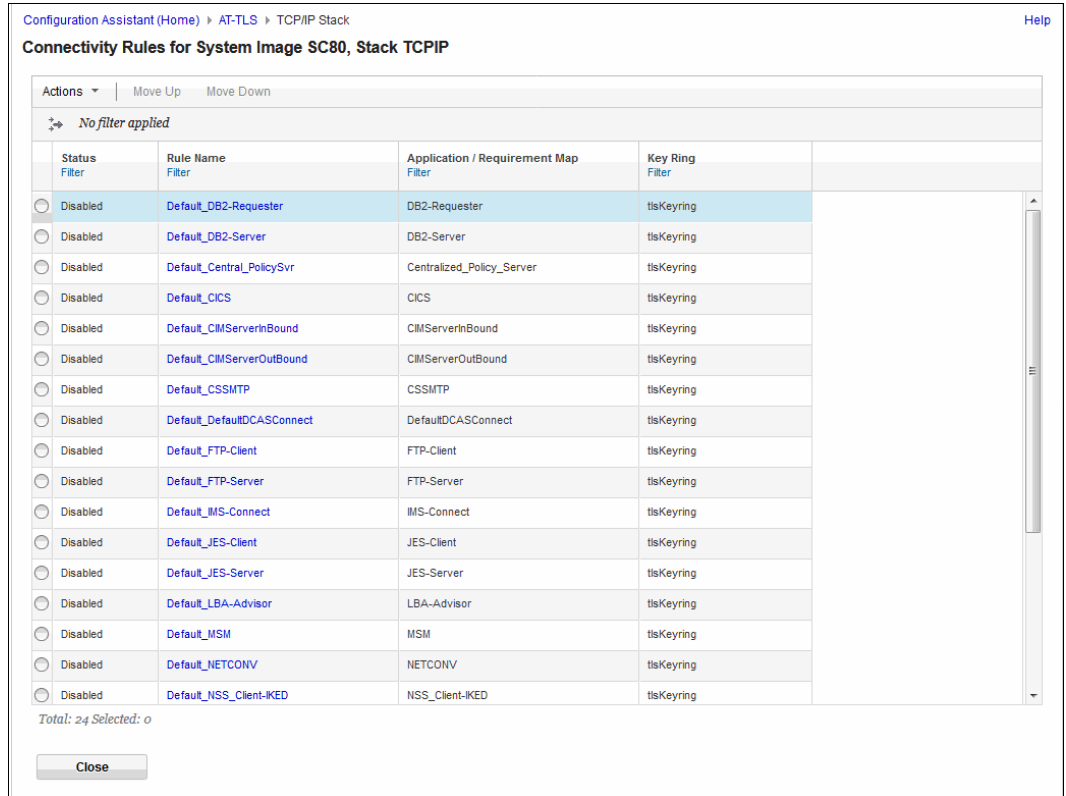 Configuration Assistant (Home) AT-TLS TCP/IP Stack Help
Connectivity Rules for System Image SC80, Stack TCPIP
Actions Move Up Move Down
No filter applied
Status Rule Name Application / Requirement Map Key Ring
Filter Filter Filter Filter
Disabled Default_DB2-Requester DB2-Requester tlsKeyring
Disabled Default_DB2-Server DB2-Server tlsKeyring
Disabled Default_Central_PolicySvr Centralized_Policy_Server tlsKeyring
Disabled Default_CICS CICS tlsKeyring
Disabled Default_CIMServerInBound CIMServerInBound tlsKeyring
Disabled Default_CIMServerOutBound CIMServerOutBound tlsKeyring
Disabled Default_CSSMTP CSSMTP tlsKeyring
Disabled Default_DefaultDCASConnect DefaultDCASConnect tlsKeyring
Disabled Default_FTP-Client FTP-Client tlsKeyring
Disabled Default_FTP-Server FTP-Server tlsKeyring
Disabled Default_IMS-Connect IMS-Connect tlsKeyring
Disabled Default_JES-Client JES-Client tlsKeyring
Disabled Default_JES-Server JES-Server tlsKeyring
Disabled Default_LBA-Advisor LBA-Advisor tlsKeyring
Disabled Default_MSM MSM tlsKeyring
Disabled Default_NETCONV NETCONV tlsKeyring
Disabled Default_NSS_Client-IKED NSS_Client-IKED tlsKeyring
Total: 24 Selected: 0
Close